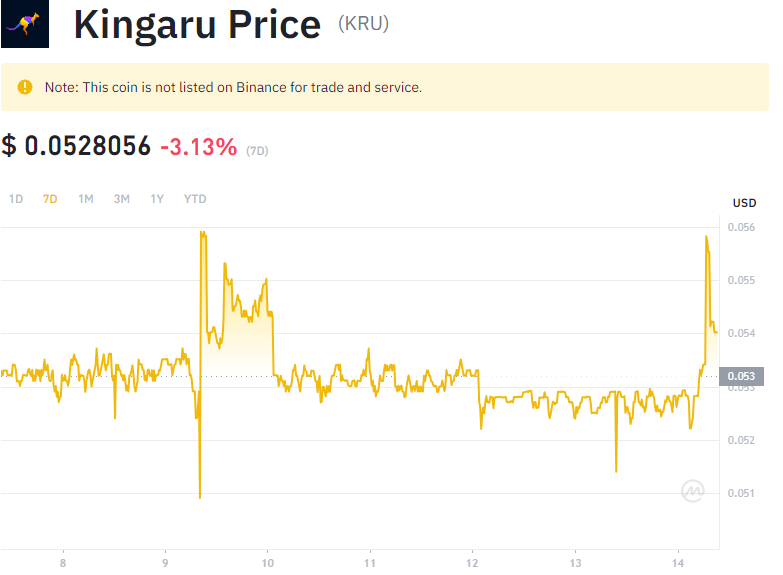 Kingaru Price (KRU)
Note: This coin is not listed on Binance for trade and service.
$ 0.0528056 -3.13% (7D)
1D 7D 1M 3M 1Y YTD
USD
0.056
0.055
0.054
0.053
0.053
0.052
0.051
8 9 10 11 12 13 14